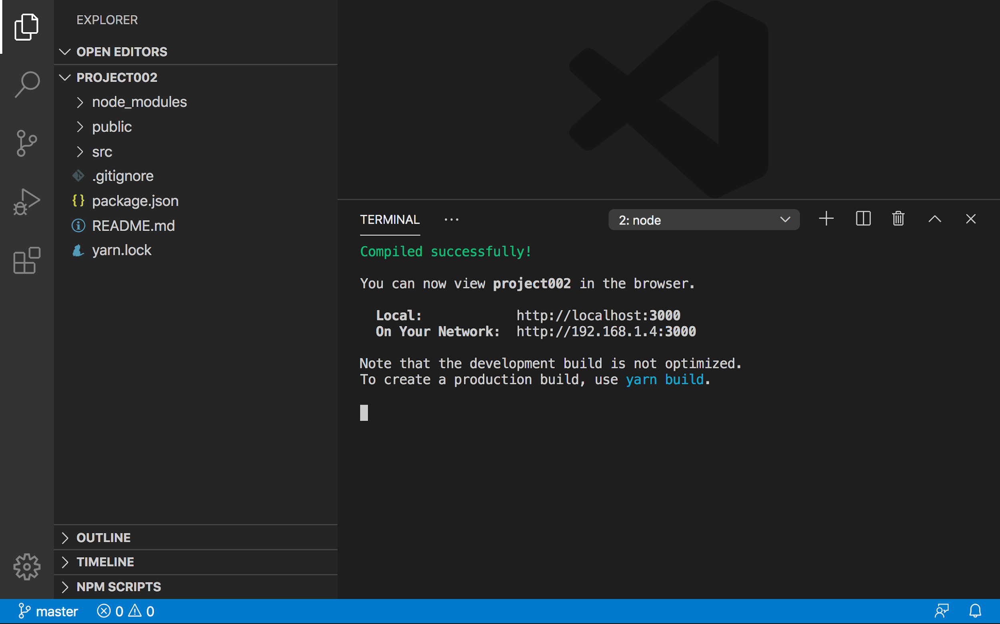 EXPLORER
OPEN EDITORS
PROJECT002
node_modules
public
src
.gitignore
package.json
README.md
yarn.lock
OUTLINE
TIMELINE
NPM SCRIPTS
TERMINAL
2: node
Compiled successfully!
You can now view project002 in the browser.
Local: http://localhost:3000
On Your Network: http://192.168.1.4:3000
Note that the development build is not optimized.
To create a production build, use yarn build.
master 0 0